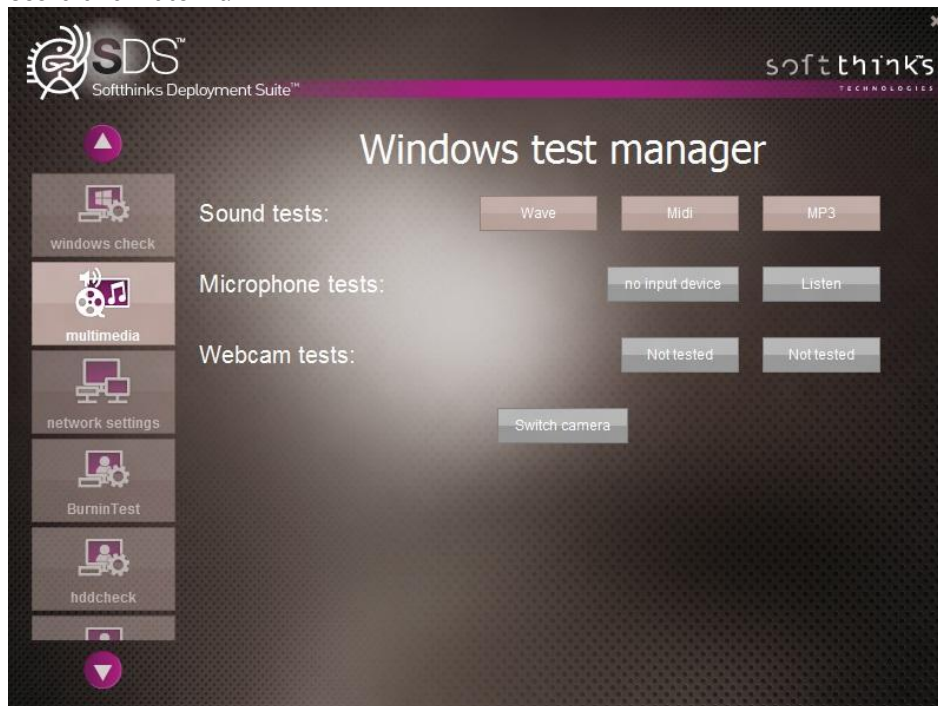 SDS™
Softthinks Deployment Suite™
softthinks
TECHNOLOGIES
Windows test manager
windows check
multimedia
network settings
BurninTest
hddcheck
Sound tests:
Wave
Midi
MP3
Microphone tests:
no input device
Listen
Webcam tests:
Not tested
Not tested
Switch camera